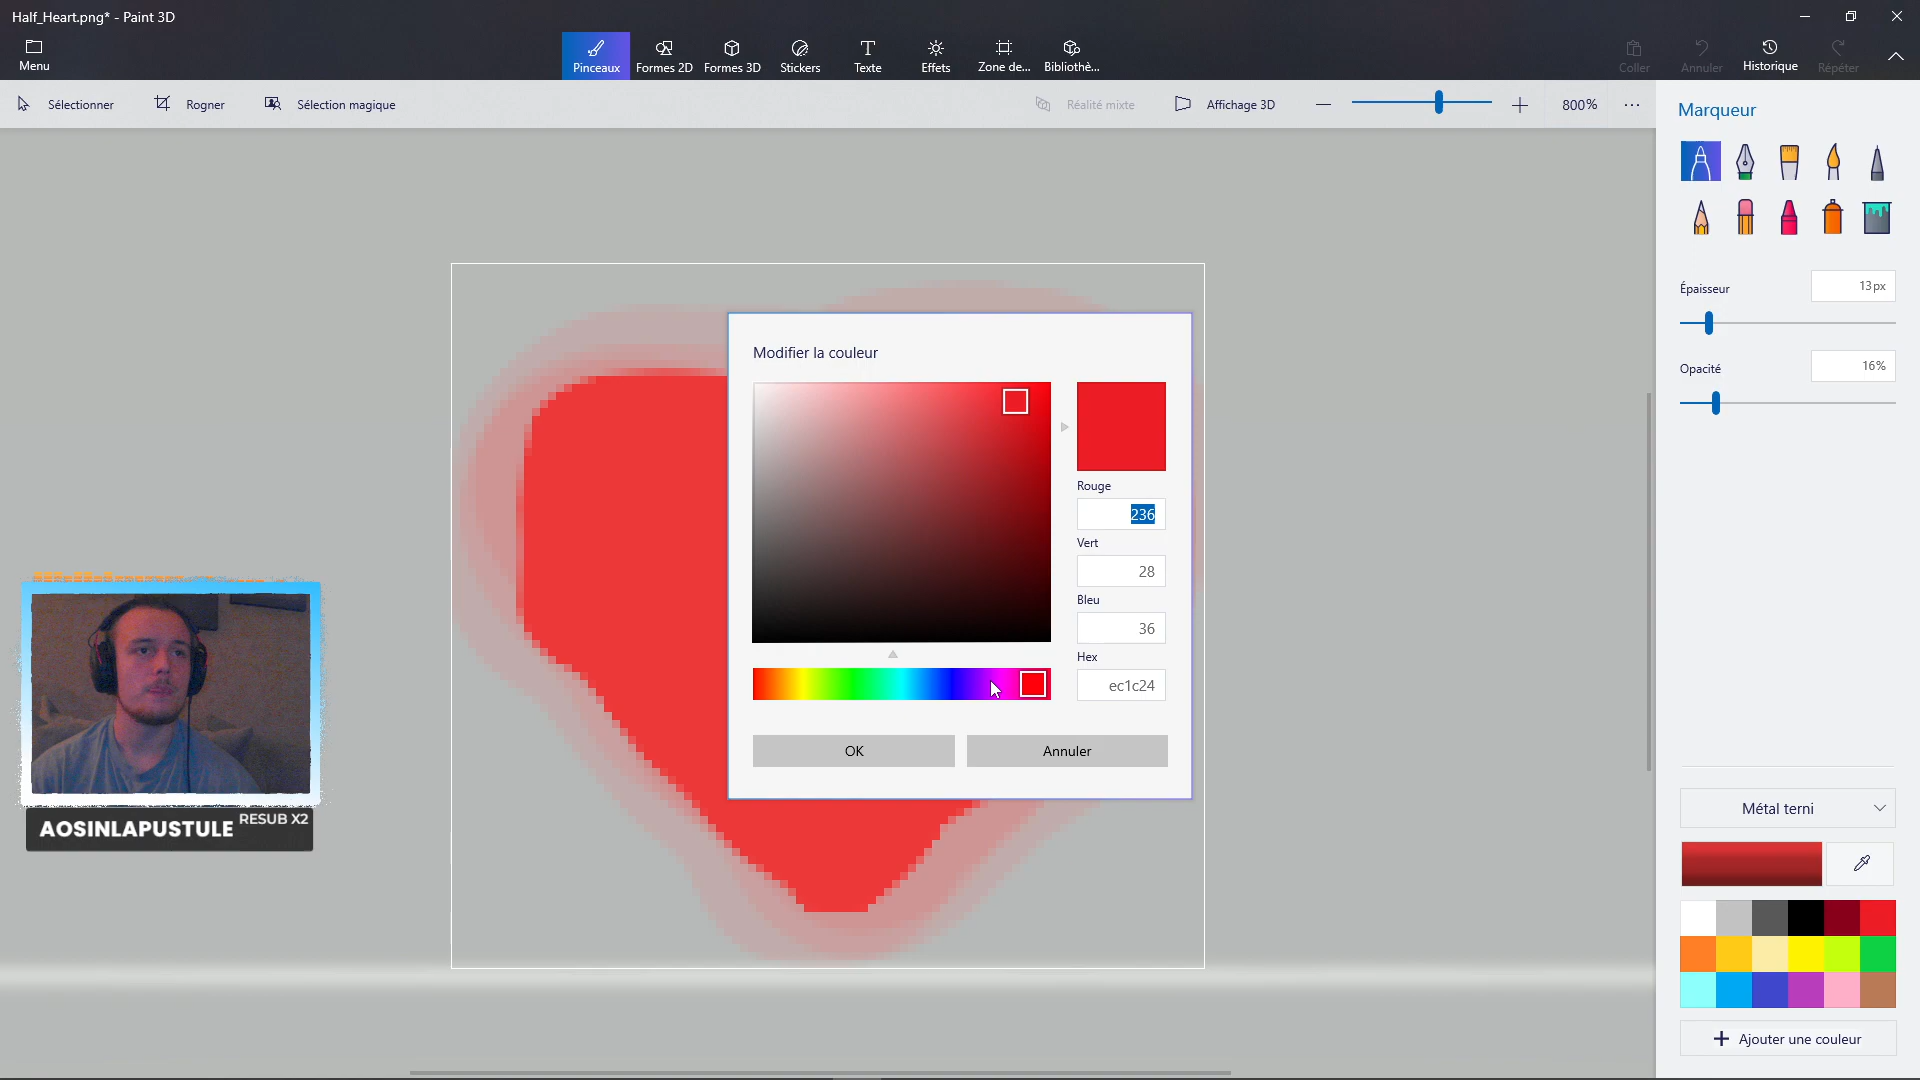 Half_Heart.png* - Paint 3D
Menu
Pinceaux
Formes 2D
Formes 3D
Stickers
Texte
Effets
Zone de...
Bibliothè...
Coller
Annuler
Historique
Répéter
Sélectionner
Rogner
Sélection magique
Réalité mixte
Affichage 3D
800%
Marqueur
Épaisseur
13px
Opacité
16%
Modifier la couleur
Rouge
236
Vert
28
Bleu
36
Hex
ec1c24
OK
Annuler
AOSINLAPUSTULE RESUB X2
Métal terni
Ajouter une couleur